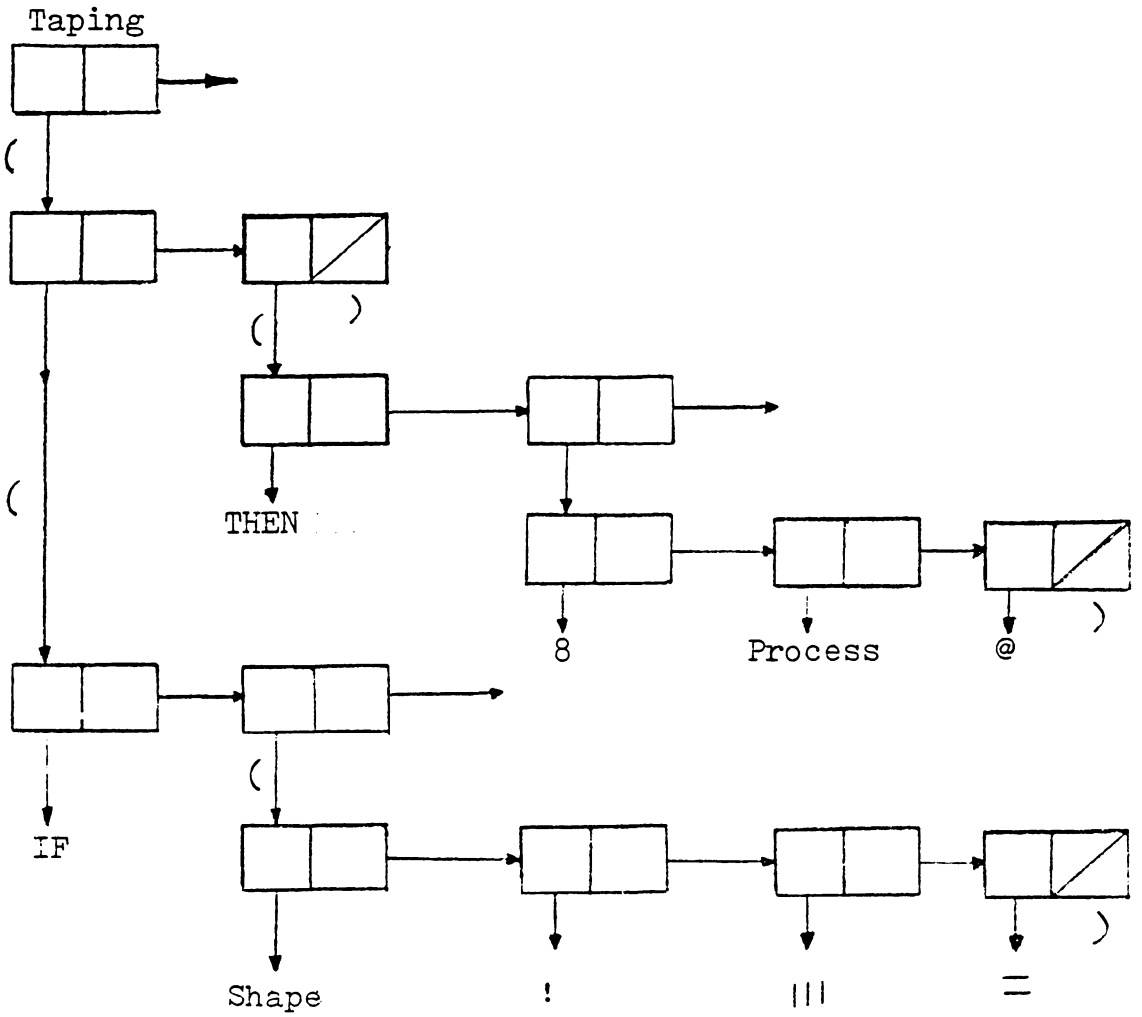 Taping
(
( )
(
THEN
8 Process @
)
(
IF
Shape ! ||| =
)